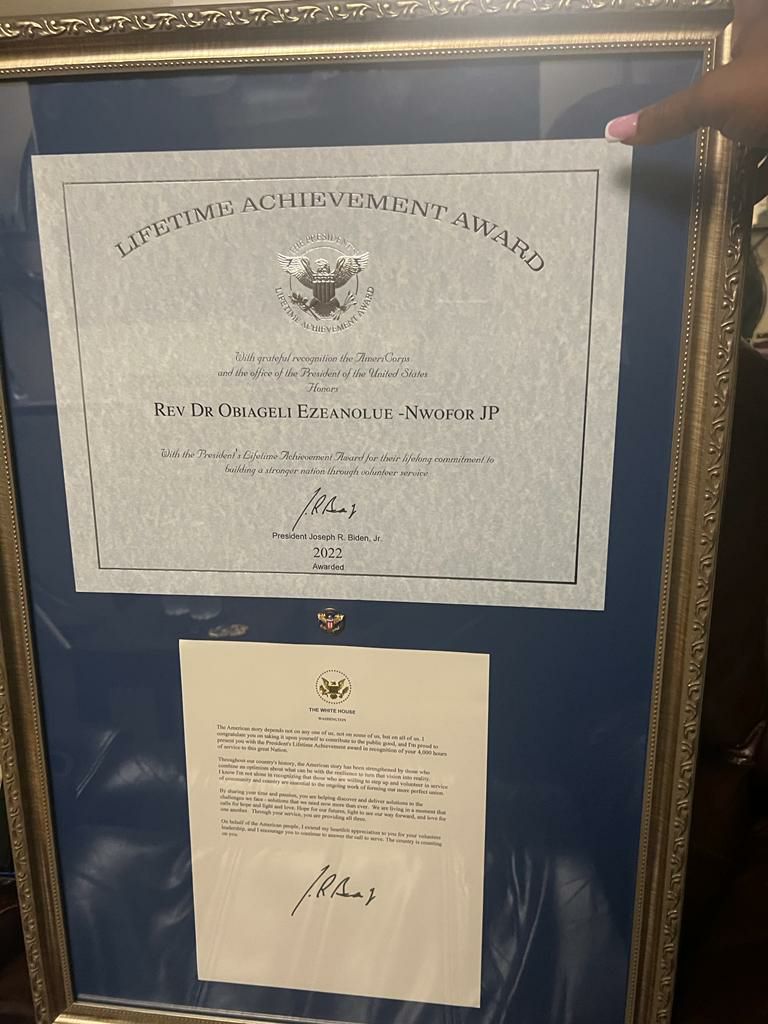 LIFETIME ACHIEVEMENT AWARD
THE PRESIDENT'S
LIFETIME ACHIEVEMENT AWARD
With grateful recognition the AmeriCorps
and the office of the President of the United States
Honors
REV DR OBIAGELI EZEANOLUE -NWOFOR JP
With the President's Lifetime Achievement Award for their lifelong commitment to
building a stronger nation through volunteer service
President Joseph R. Biden, Jr.
2022
Awarded
THE WHITE HOUSE
WASHINGTON
The American story depends not on any one of us, not on some of us, but on all of us. I
congratulate you on taking it upon yourself to contribute to the public good, and I'm proud to
present you with the President's Lifetime Achievement award in recognition of your 4,000 hours
of service to this great Nation.
Throughout our country's history, the American story has been strengthened by those who
combine an optimism about what can be with the resilience to turn that vision into reality.
I know I'm not alone in recognizing that those who are willing to step up and volunteer in service
of community and country are essential to the ongoing work of forming our more perfect union.
By sharing your time and passion, you are helping discover and deliver solutions to the
challenges we face - solutions that we need now more than ever. We are living in a moment that
calls for hope and light and love. Hope for our futures, light to see our way forward, and love for
one another. Through your service, you are providing all three.
On behalf of the American people, I extend my heartfelt appreciation to you for your volunteer
leadership, and I encourage you to continue to answer the call to serve. The country is counting
on you.